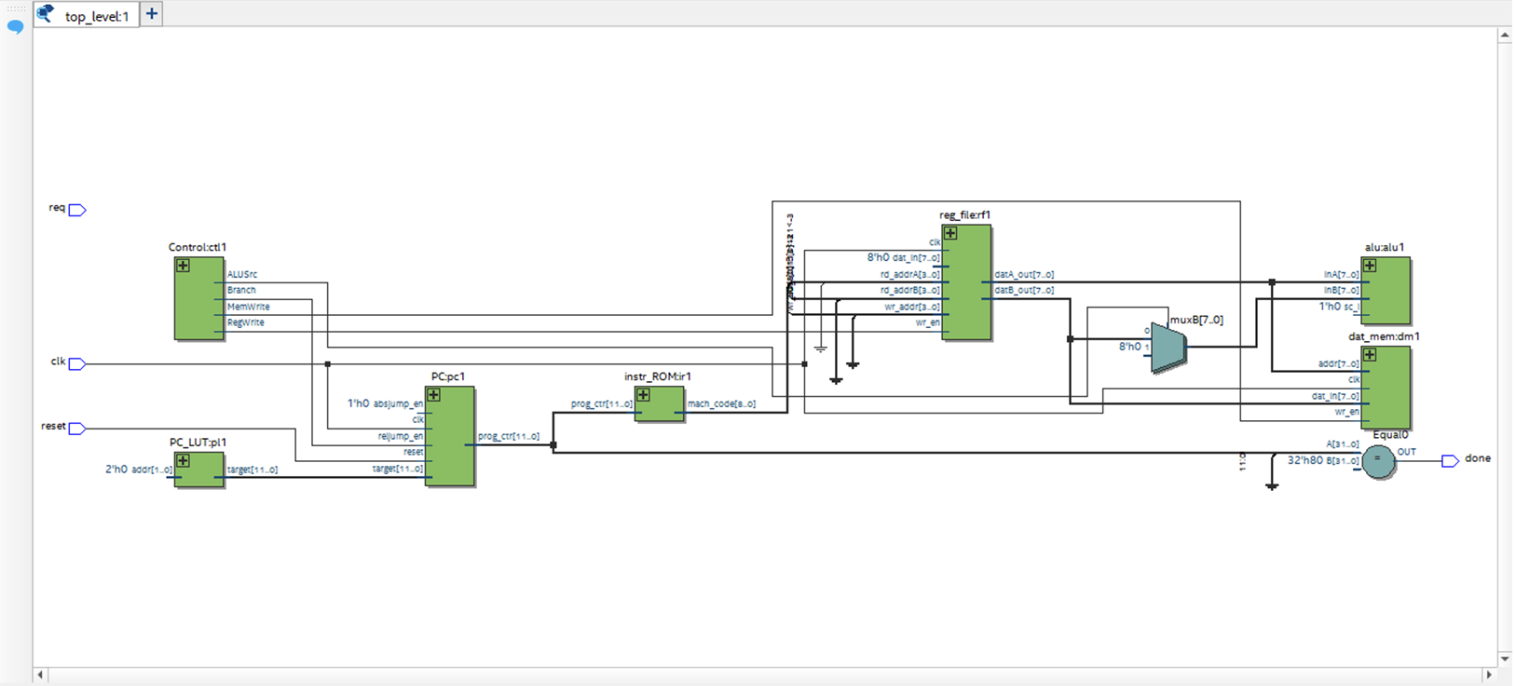 top_level:1
req
Control:ctl1
ALUSrc
Branch
MemWrite
RegWrite
clk
reset
PC_LUT:pl1
2'h0 addr[1..0]
target[11..0]
PC:pc1
1'h0 absjump_en
clk
reljump_en
reset
target[11..0]
prog_ctr[11..0]
instr_ROM:ir1
prog_ctr[11..0]
mach_code[8..0]
reg_file:rf1
clk
8'h0 dat_in[7..0]
rd_addrA[3..0]
rd_addrB[3..0]
wr_addr[3..0]
wr_en
datA_out[7..0]
datB_out[7..0]
muxB[7..0]
0
8'h0 1
alu:alu1
inA[7..0]
inB[7..0]
1'h0 sc_i
dat_mem:dm1
addr[7..0]
clk
dat_in[7..0]
wr_en
Equal0
A[31..0]
32'h80 B[31..0]
=
OUT
11:0
done